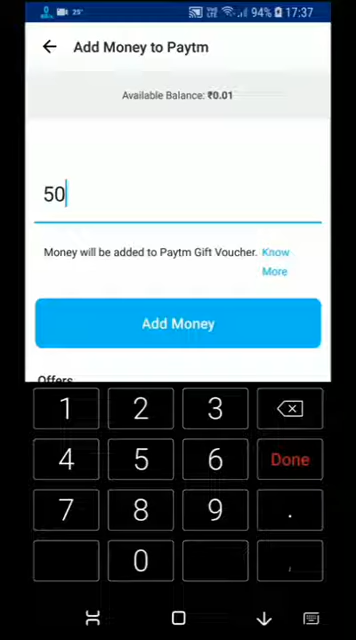 25°
94%
17:37
Add Money to Paytm
Available Balance: ₹0.01
50
Money will be added to Paytm Gift Voucher. Know
More
Add Money
Offers
1 2 3
4 5 6 Done
7 8 9 .
0 ,